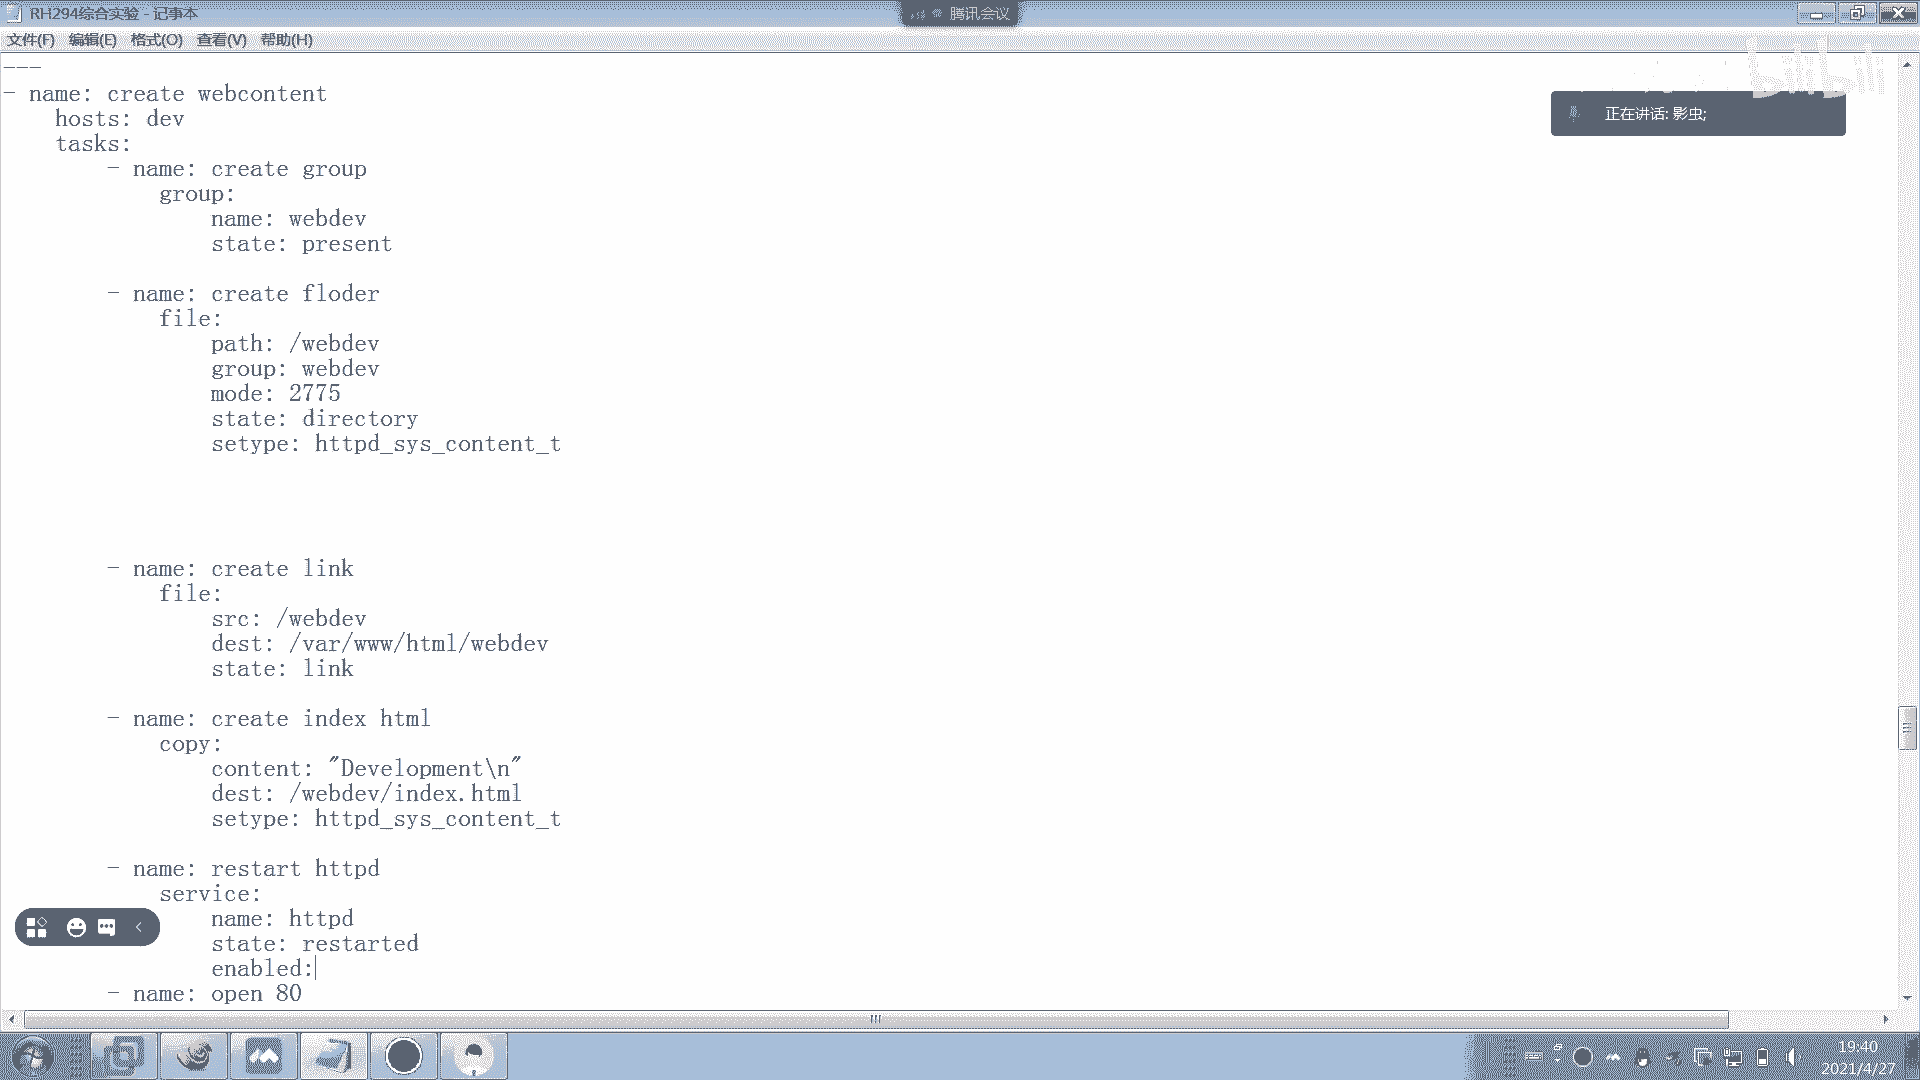 RH294综合实验 - 记事本
腾讯会议
文件(F) 编辑(E) 格式(O) 查看(V) 帮助(H)
bilibili
正在讲话: 影虫;
---
- name: create webcontent
    hosts: dev
    tasks:
        - name: create group
            group:
                name: webdev
                state: present
        - name: create floder
            file:
                path: /webdev
                group: webdev
                mode: 2775
                state: directory
                setype: httpd_sys_content_t
        - name: create link
            file:
                src: /webdev
                dest: /var/www/html/webdev
                state: link
        - name: create index html
            copy:
                content: "Development\n"
                dest: /webdev/index.html
                setype: httpd_sys_content_t
        - name: restart httpd
            service:
                name: httpd
                state: restarted
                enabled:
        - name: open 80
19:40
2021/4/27